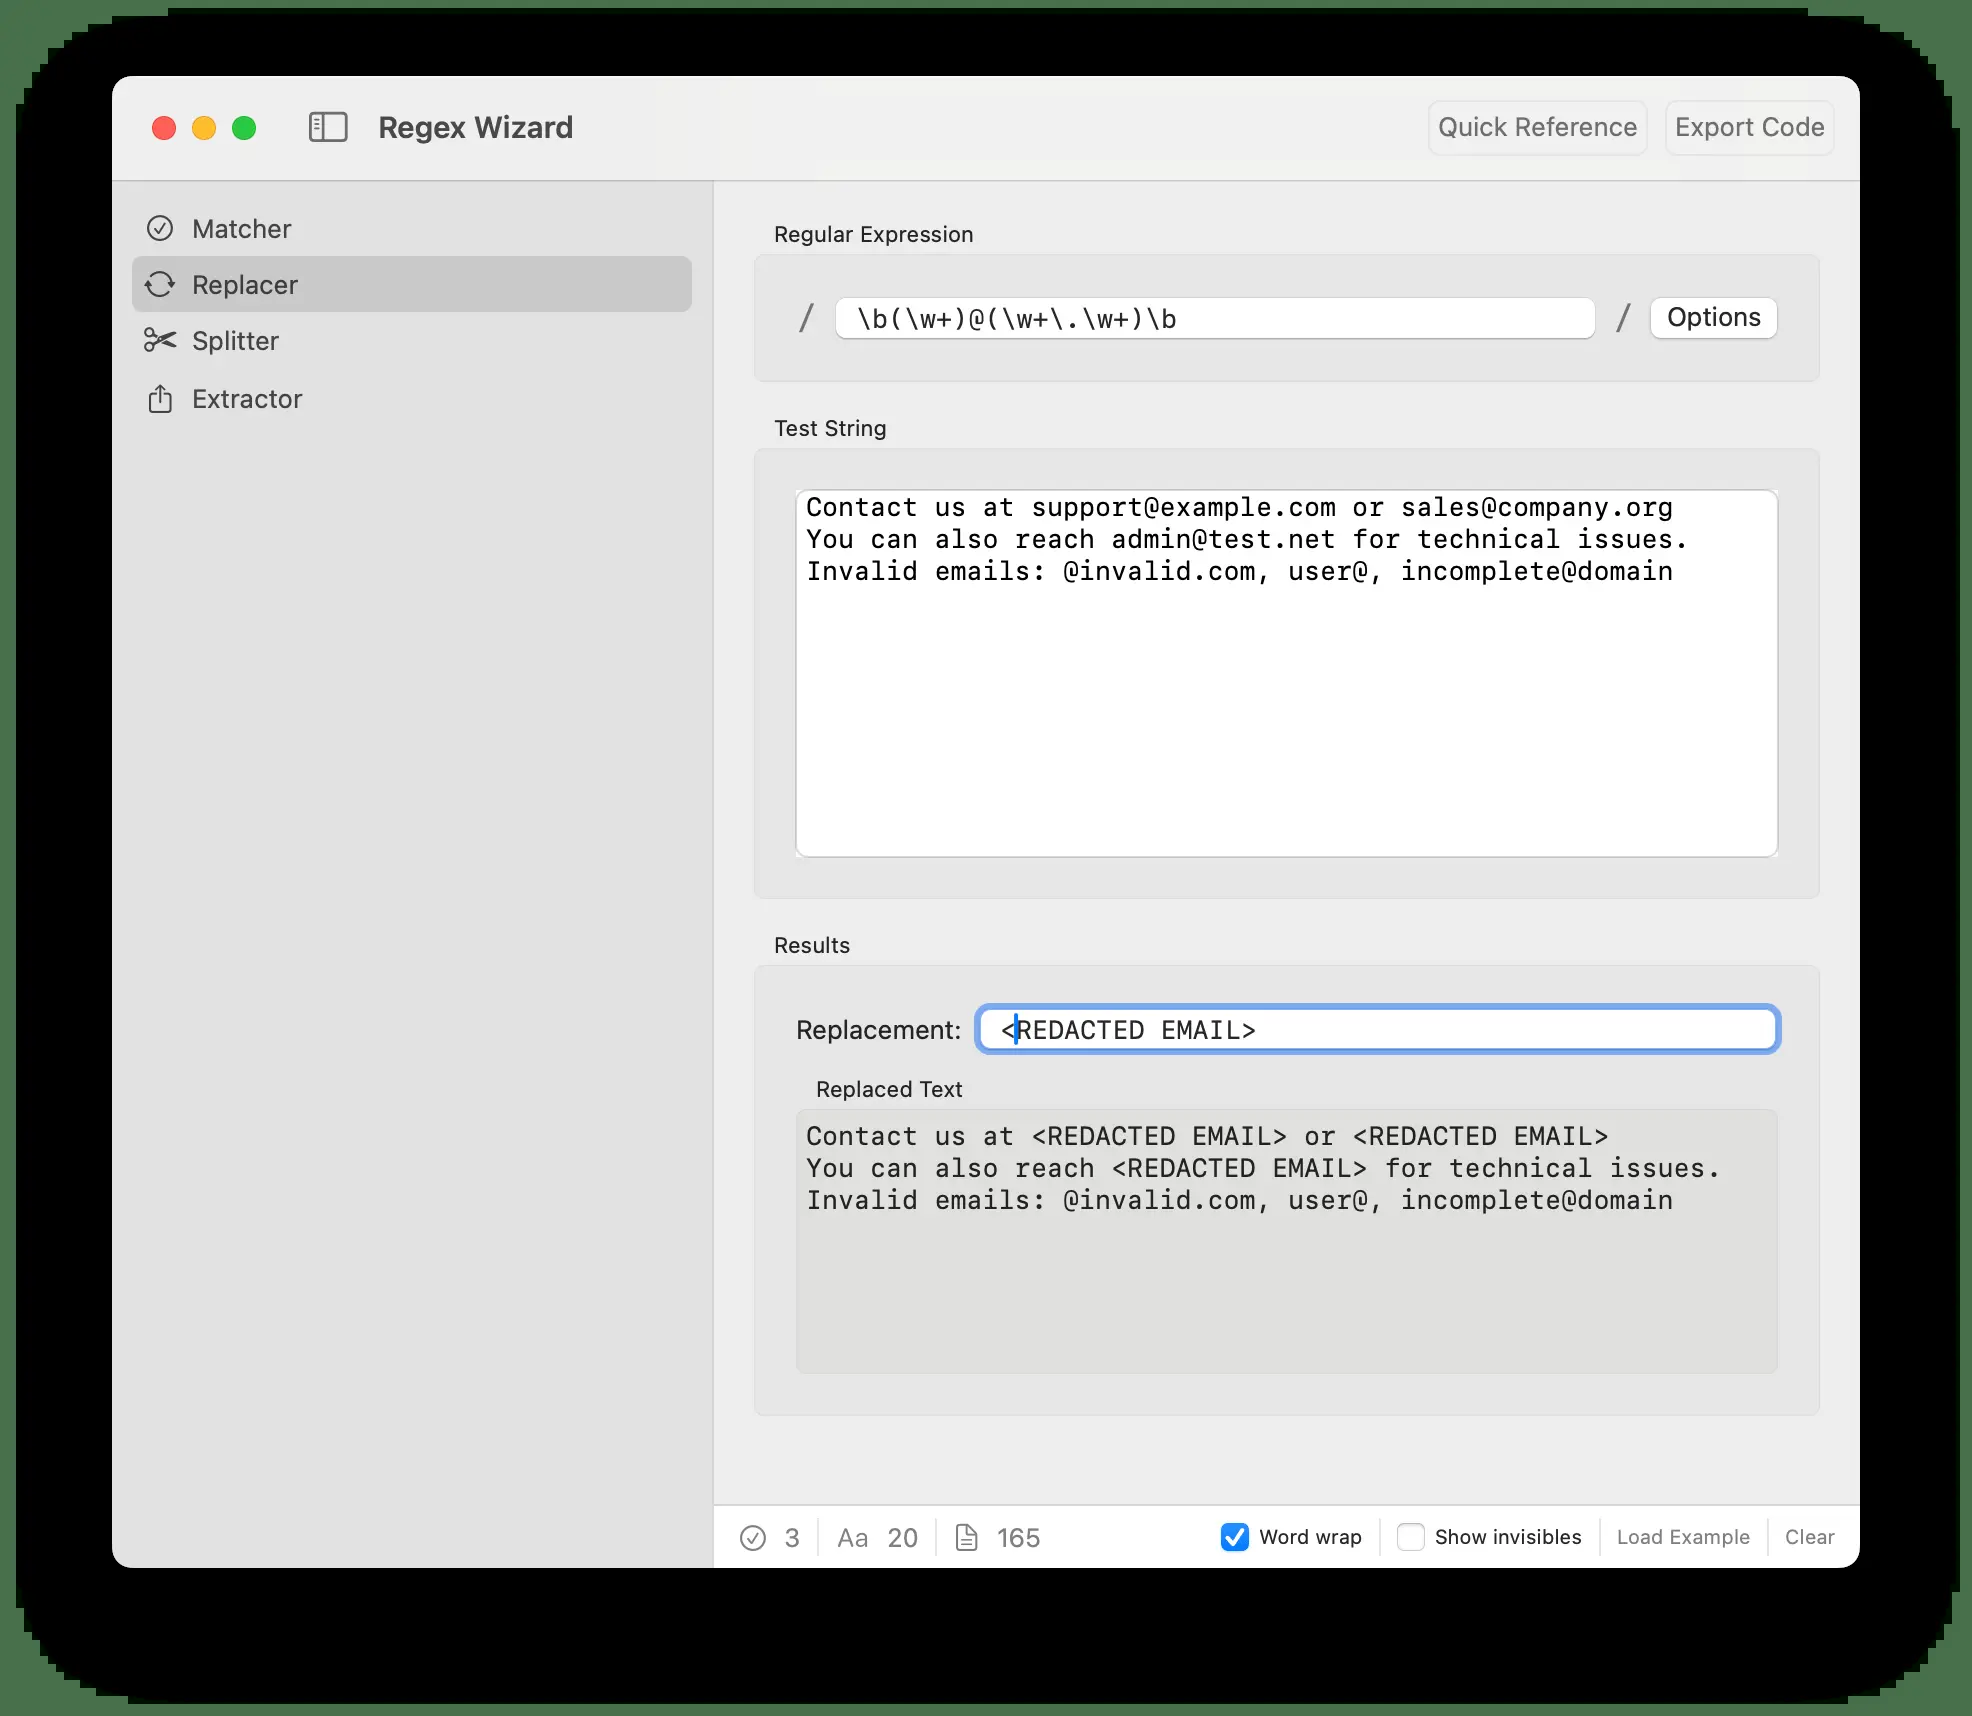 Regex Wizard
Quick Reference
Export Code
Matcher
Replacer
Splitter
Extractor
Regular Expression
/ \b(\w+)@(\w+\.\w+)\b / Options
Test String
Contact us at support@example.com or sales@company.org
You can also reach admin@test.net for technical issues.
Invalid emails: @invalid.com, user@, incomplete@domain
Results
Replacement: <REDACTED EMAIL>
Replaced Text
Contact us at <REDACTED EMAIL> or <REDACTED EMAIL>
You can also reach <REDACTED EMAIL> for technical issues.
Invalid emails: @invalid.com, user@, incomplete@domain
3 Aa 20 165 Word wrap Show invisibles Load Example Clear